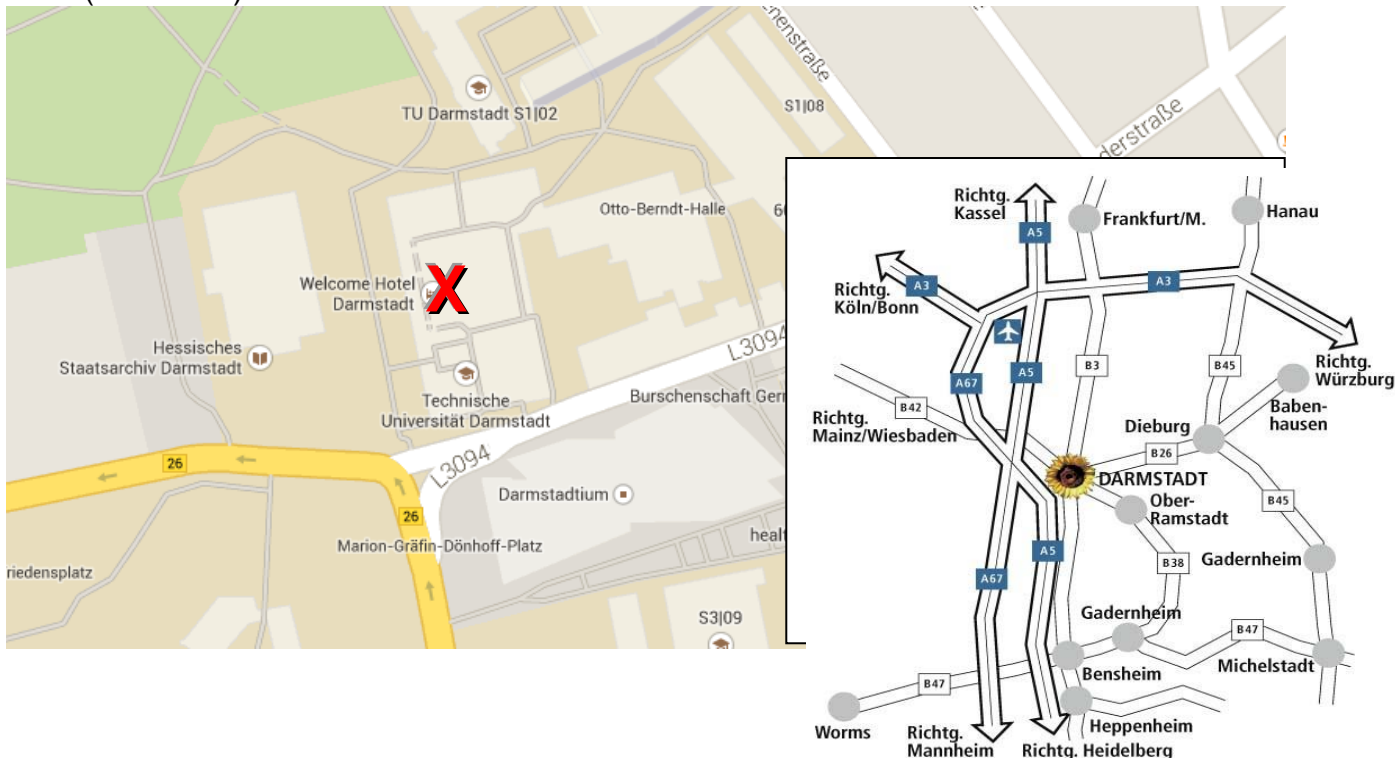 TU Darmstadt S1|02
S1|08
Otto-Berndt-Halle
Welcome Hotel
Darmstadt
X
Hessisches
Staatsarchiv Darmstadt
Technische
Universität Darmstadt
L3094
Burschenschaft Ger
L3094
26
26
Darmstadtium
Marion-Gräfin-Dönhoff-Platz
healt
riedensplatz
S3|09
derstraße
nenstraße
Richtg.
Kassel
A5
Frankfurt/M.
Hanau
A3
A3
Richtg.
Köln/Bonn
Richtg.
Würzburg
A67
A5
B3
B45
B42
Richtg.
Mainz/Wiesbaden
Baben-
hausen
Dieburg
B26
DARMSTADT
Ober-
Ramstadt
B45
A5
B38
Gadernheim
A67
Gadernheim
B47
Michelstadt
Bensheim
B47
Worms
Heppenheim
Richtg.
Mannheim
Richtg. Heidelberg